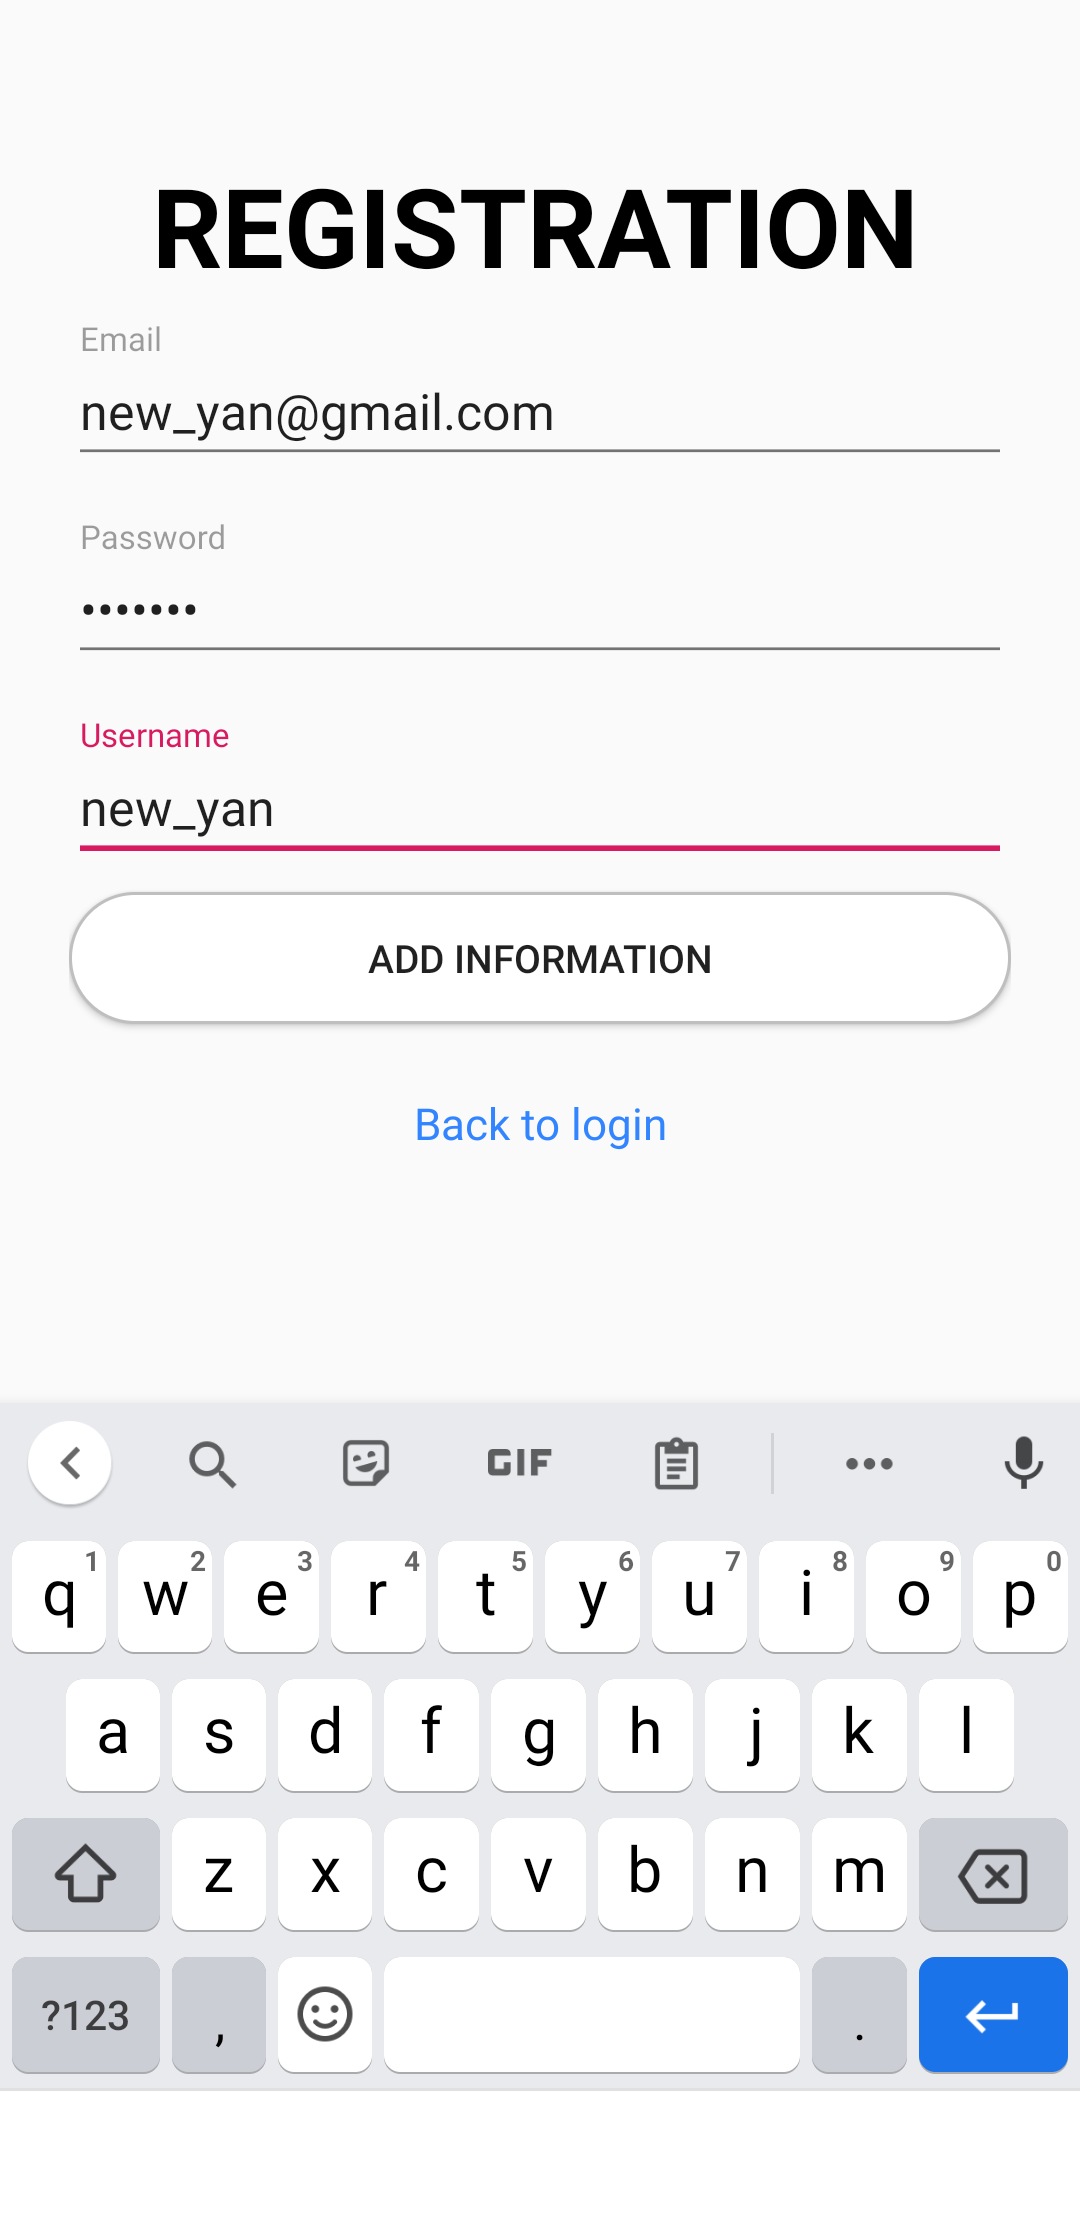 REGISTRATION
Email
new_yan@gmail.com
Password
•••••••
Username
new_yan
ADD INFORMATION
Back to login
GIF
q 1 w 2 e 3 r 4 t 5 y 6 u 7 i 8 o 9 p 0
a s d f g h j k l
z x c v b n m
?123 , .